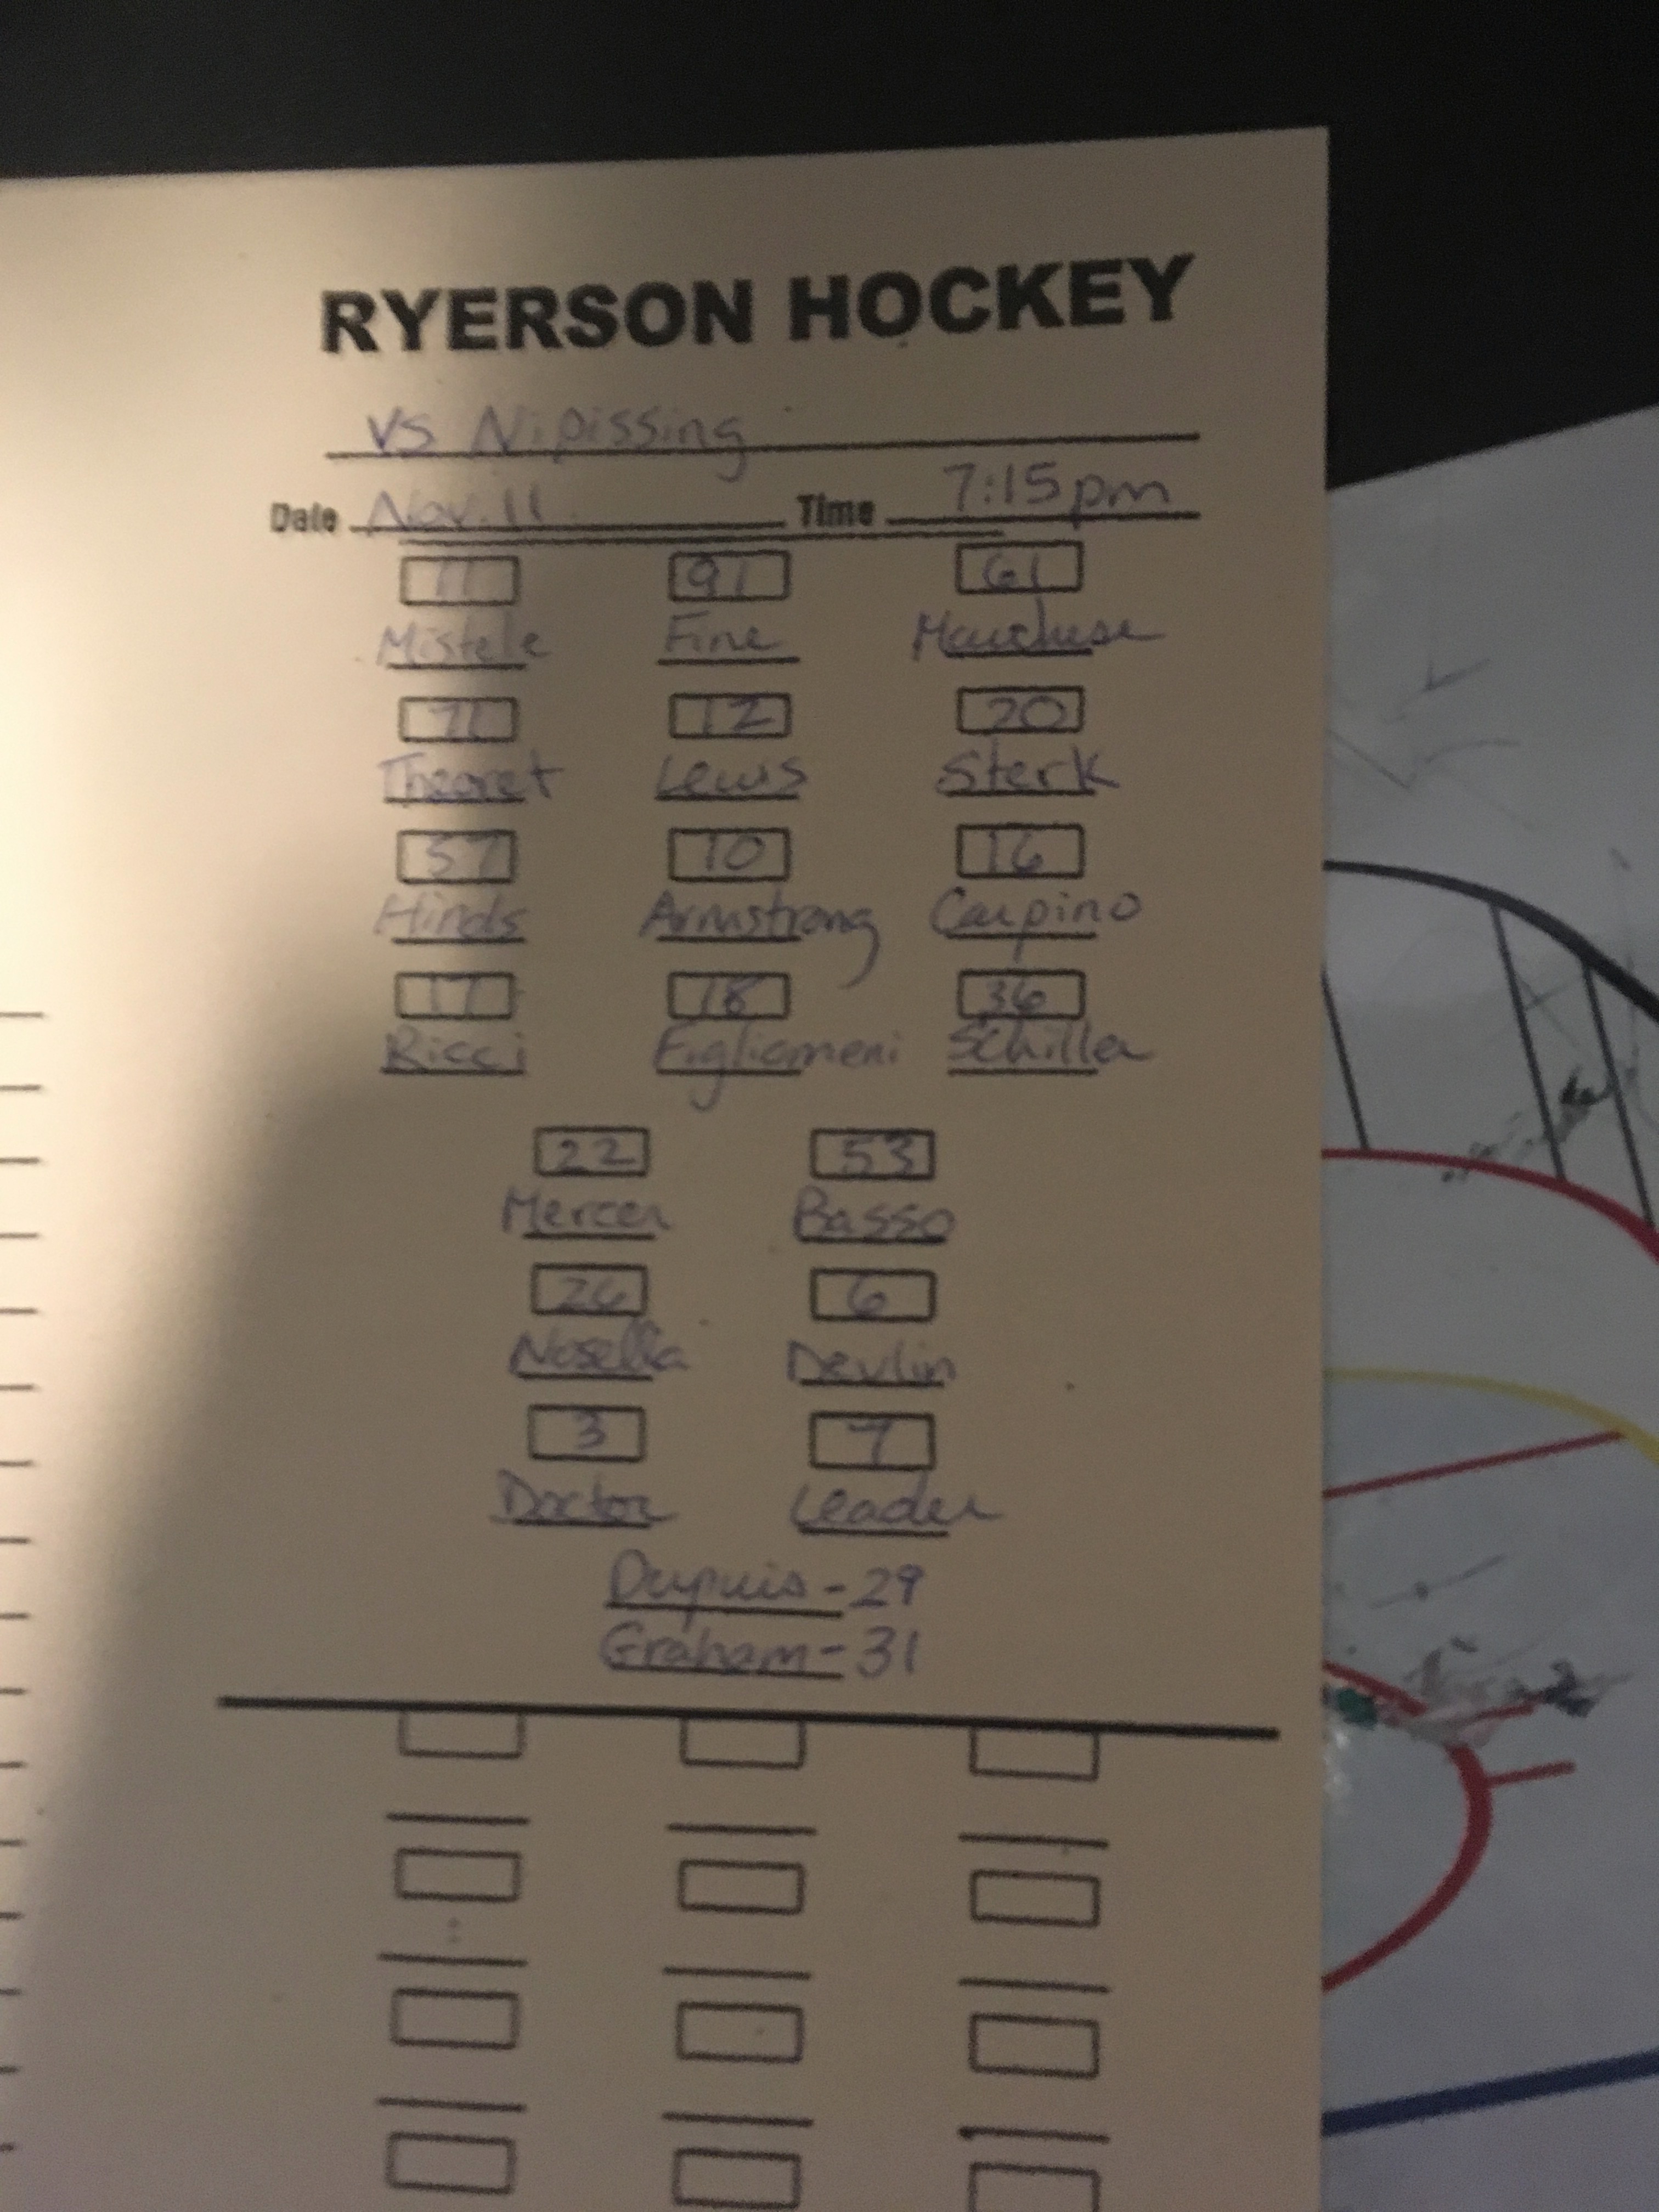 RYERSON HOCKEY
vs Nipissing
Date Nov. 11 Time 7:15pm
11 91 61
Mistele Fine
71 12 20
Theoret Lewis Sterk
57 10 16
Hinds Armstrong Carpino
17 18 36
Ricci Figliomeni Schiller
22 53
Mercer Basso
26 6
Nosella Devlin
3 7
Doctor Leader
Dupuis - 29
Graham - 31